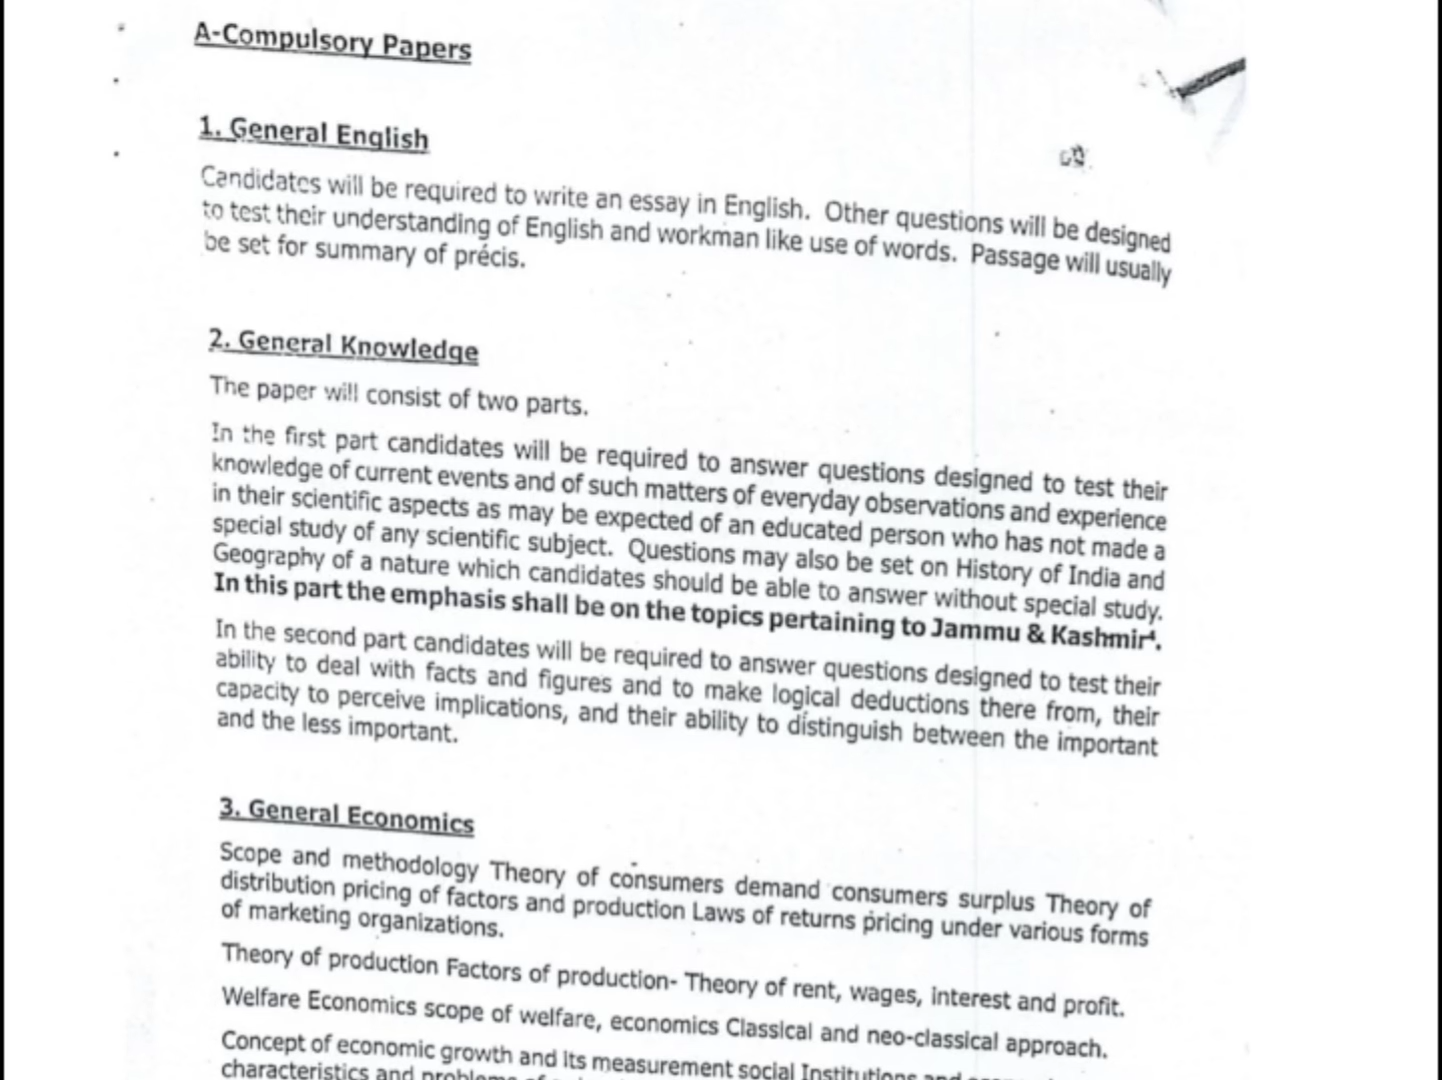 A-Compulsory Papers
1. General English
Candidates will be required to write an essay in English. Other questions will be designed
to test their understanding of English and workman like use of words. Passage will usually
be set for summary of précis.
2. General Knowledge
The paper will consist of two parts.
In the first part candidates will be required to answer questions designed to test their
knowledge of current events and of such matters of everyday observations and experience
in their scientific aspects as may be expected of an educated person who has not made a
special study of any scientific subject. Questions may also be set on History of India and
Geography of a nature which candidates should be able to answer without special study.
In this part the emphasis shall be on the topics pertaining to Jammu & Kashmir⁴.
In the second part candidates will be required to answer questions designed to test their
ability to deal with facts and figures and to make logical deductions there from, their
capacity to perceive implications, and their ability to distinguish between the important
and the less important.
3. General Economics
Scope and methodology Theory of consumers demand consumers surplus Theory of
distribution pricing of factors and production Laws of returns pricing under various forms
of marketing organizations.
Theory of production Factors of production- Theory of rent, wages, interest and profit.
Welfare Economics scope of welfare, economics Classical and neo-classical approach.
Concept of economic growth and its measurement social Institutions and
characteristics and problems of